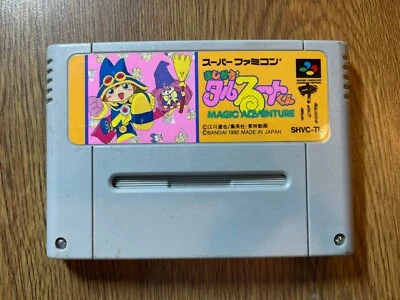 スーパーファミコン®
まじかる☆
タルるートくん
MAGIC ADVENTURE
©江川達也/集英社・東映動画
©BANDAI 1992 MADE IN JAPAN
SHVC-TL